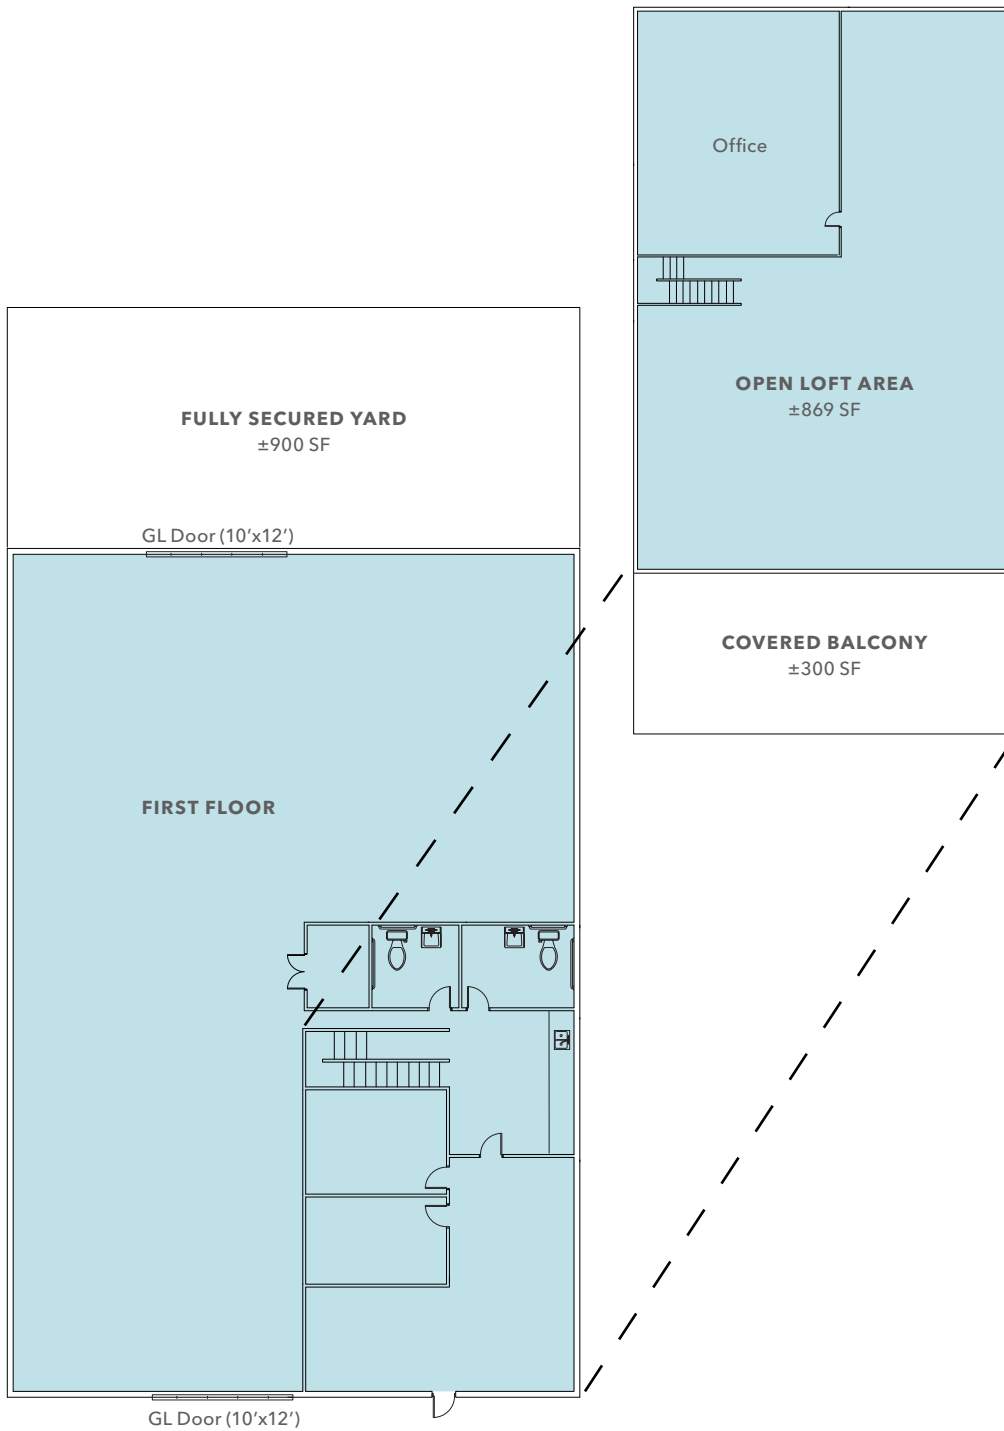 Office
OPEN LOFT AREA
±869 SF
FULLY SECURED YARD
±900 SF
GL Door (10’x12’)
COVERED BALCONY
±300 SF
FIRST FLOOR
GL Door (10’x12’)